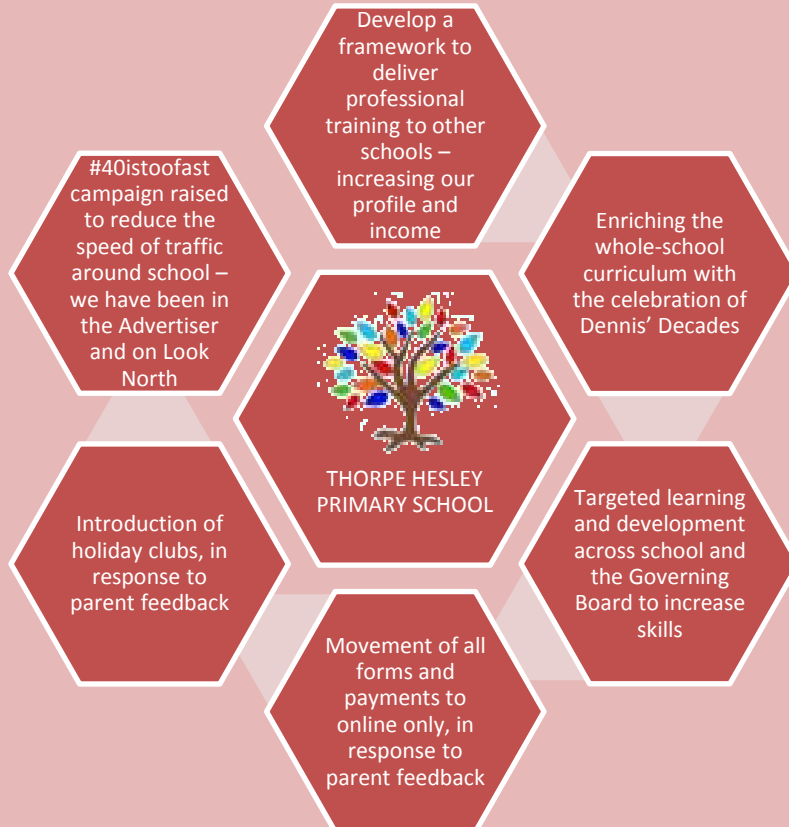 Develop a
framework to
deliver
professional
training to other
schools –
increasing our
profile and
income
#40istoofast
campaign raised
to reduce the
speed of traffic
around school –
we have been in
the Advertiser
and on Look
North
Enriching the
whole-school
curriculum with
the celebration of
Dennis’ Decades
THORPE HESLEY
PRIMARY SCHOOL
Introduction of
holiday clubs, in
response to
parent feedback
Targeted learning
and development
across school and
the Governing
Board to increase
skills
Movement of all
forms and
payments to
online only, in
response to
parent feedback